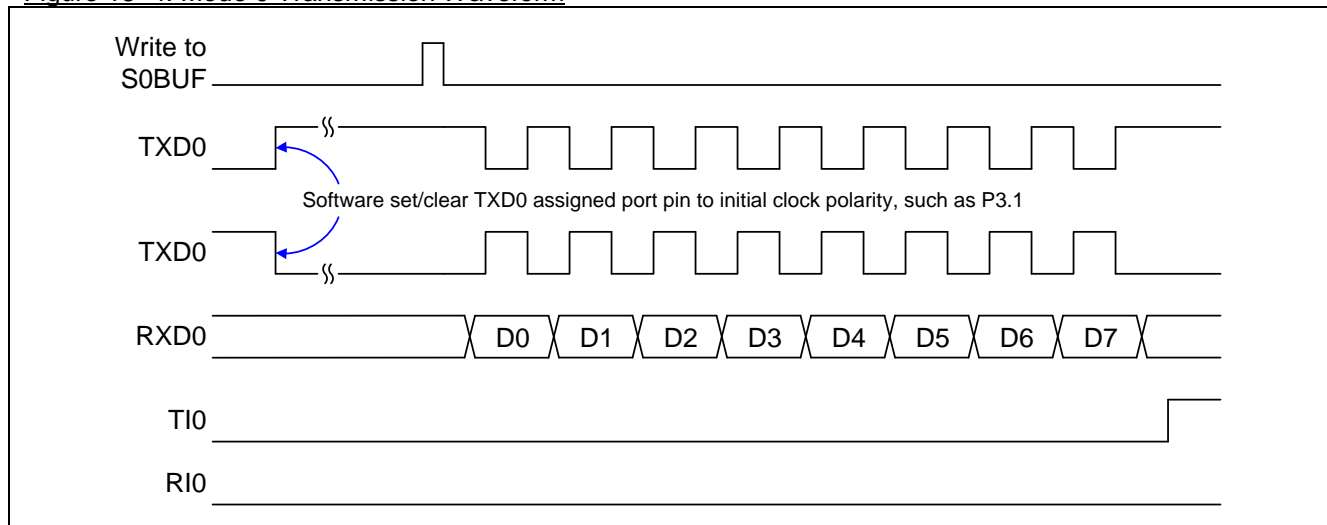 Write to
S0BUF
TXD0
Software set/clear TXD0 assigned port pin to initial clock polarity, such as P3.1
TXD0
RXD0 D0 D1 D2 D3 D4 D5 D6 D7
TI0
RI0